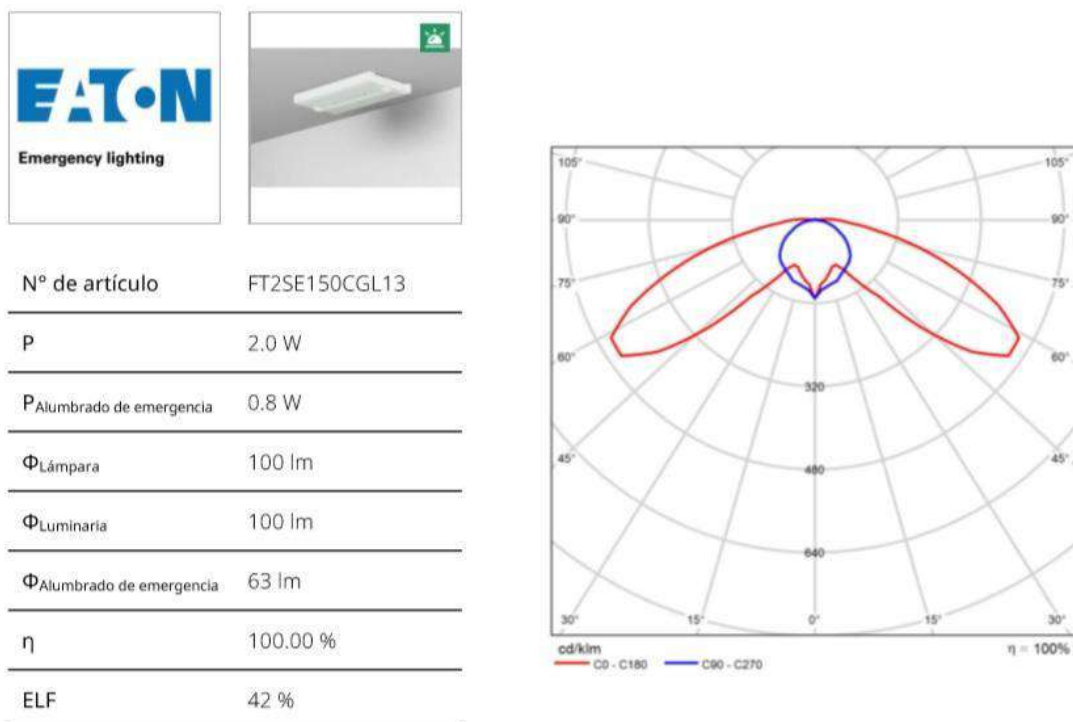 EATON
Emergency lighting
N° de artículo FT2SE150CGL13
P 2.0 W
PAlumbrado de emergencia 0.8 W
ΦLámpara 100 lm
ΦLuminaria 100 lm
ΦAlumbrado de emergencia 63 lm
η 100.00 %
ELF 42 %
105° 105°
90° 90°
75° 75°
60° 60°
320
45° 45°
480
640
30° 15° 0° 15° 30°
cd/klm η = 100%
C0 - C180 C90 - C270